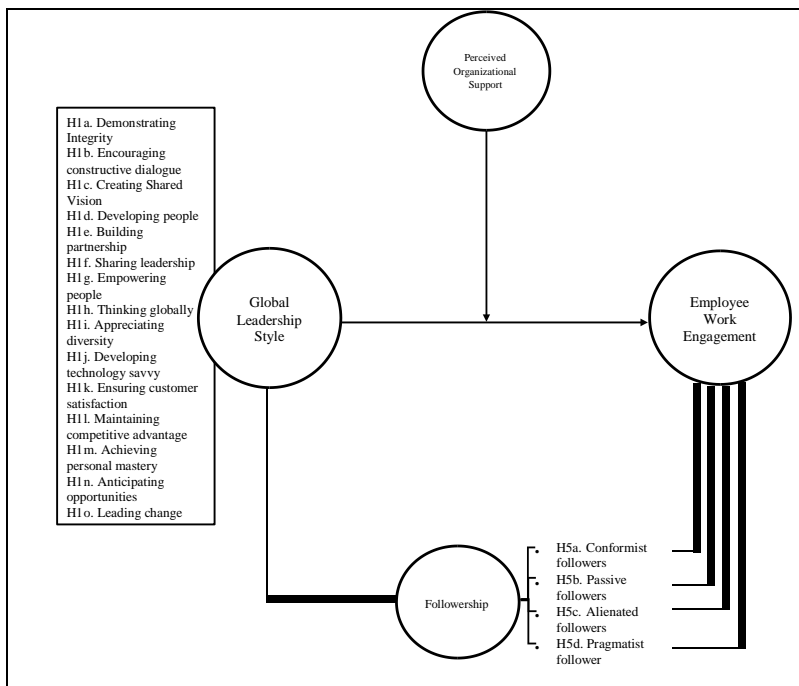 Perceived
Organizational
Support
H1a. Demonstrating
Integrity
H1b. Encouraging
constructive dialogue
H1c. Creating Shared
Vision
H1d. Developing people
H1e. Building
partnership
H1f. Sharing leadership
H1g. Empowering
people
H1h. Thinking globally
H1i. Appreciating
diversity
H1j. Developing
technology savvy
H1k. Ensuring customer
satisfaction
H1l. Maintaining
competitive advantage
H1m. Achieving
personal mastery
H1n. Anticipating
opportunities
H1o. Leading change
Global
Leadership
Style
Employee
Work
Engagement
Followership
• H5a. Conformist
followers
• H5b. Passive
followers
• H5c. Alienated
followers
• H5d. Pragmatist
follower